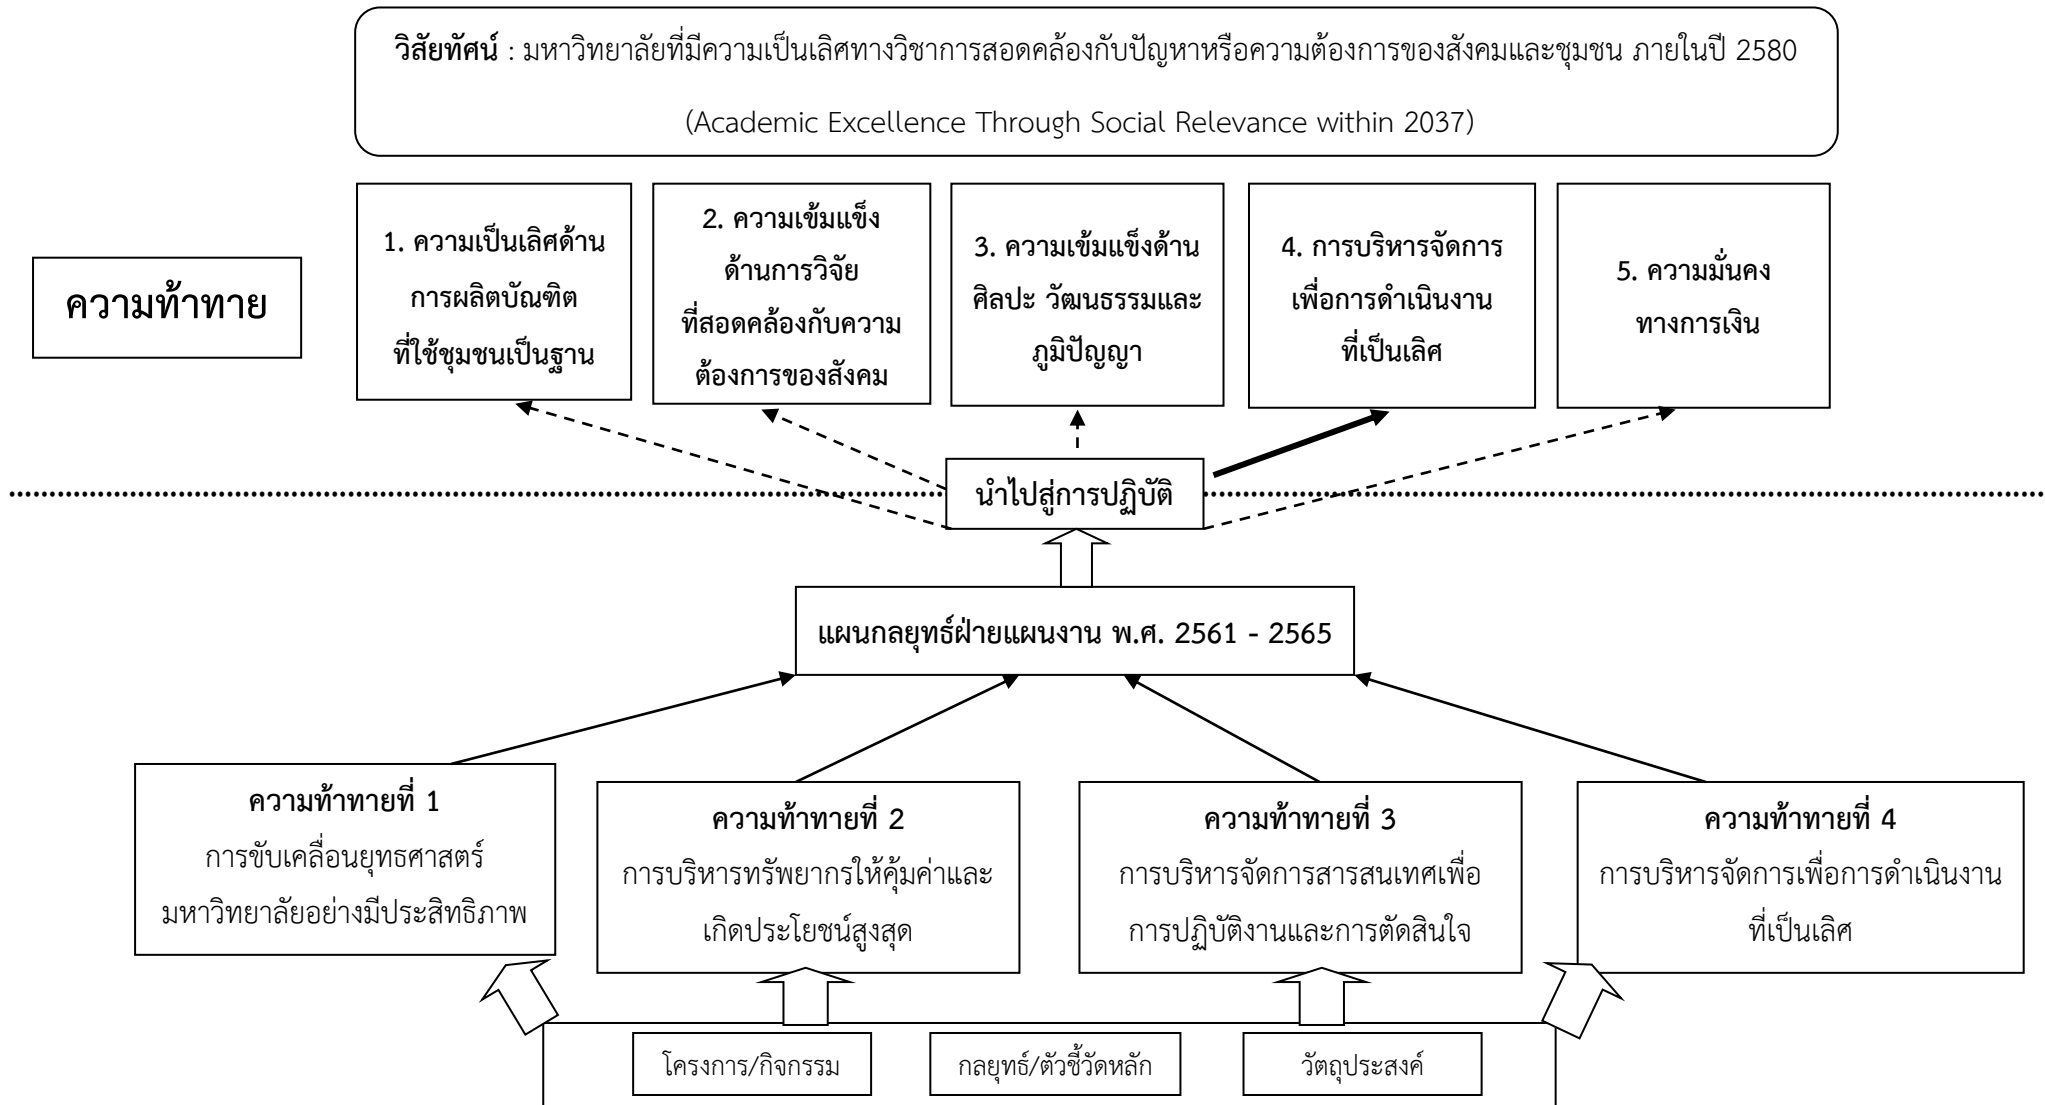 วิสัยทัศน์ : มหาวิทยาลัยที่มีความเป็นเลิศทางวิชาการสอดคล้องกับปัญหาหรือความต้องการของสังคมและชุมชน ภายในปี 2580
(Academic Excellence Through Social Relevance within 2037)
ความท้าทาย
1. ความเป็นเลิศด้าน
การผลิตบัณฑิต
ที่ใช้ชุมชนเป็นฐาน
2. ความเข้มแข็ง
ด้านการวิจัย
ที่สอดคล้องกับความ
ต้องการของสังคม
3. ความเข้มแข็งด้าน
ศิลปะ วัฒนธรรมและ
ภูมิปัญญา
4. การบริหารจัดการ
เพื่อการดำเนินงาน
ที่เป็นเลิศ
5. ความมั่นคง
ทางการเงิน
นำไปสู่การปฏิบัติ
แผนกลยุทธ์ฝ่ายแผนงาน พ.ศ. 2561 - 2565
ความท้าทายที่ 1
การขับเคลื่อนยุทธศาสตร์
มหาวิทยาลัยอย่างมีประสิทธิภาพ
ความท้าทายที่ 2
การบริหารทรัพยากรให้คุ้มค่าและ
เกิดประโยชน์สูงสุด
ความท้าทายที่ 3
การบริหารจัดการสารสนเทศเพื่อ
การปฏิบัติงานและการตัดสินใจ
ความท้าทายที่ 4
การบริหารจัดการเพื่อการดำเนินงาน
ที่เป็นเลิศ
โครงการ/กิจกรรม
กลยุทธ์/ตัวชี้วัดหลัก
วัตถุประสงค์